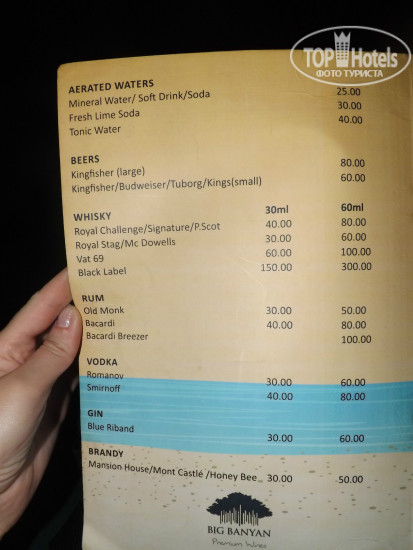 TOPHotels
ФОТО ТУРИСТА
AERATED WATERS
Mineral Water/ Soft Drink/Soda 25.00
Fresh Lime Soda 30.00
Tonic Water 40.00
BEERS
Kingfisher (large) 80.00
Kingfisher/Budweiser/Tuborg/Kings(small) 60.00
WHISKY 30ml 60ml
Royal Challenge/Signature/P.Scot 40.00 80.00
Royal Stag/Mc Dowells 30.00 60.00
Vat 69 60.00 100.00
Black Label 150.00 300.00
RUM
Old Monk 30.00 50.00
Bacardi 40.00 80.00
Bacardi Breezer 100.00
VODKA
Romanov 30.00 60.00
Smirnoff 40.00 80.00
GIN
Blue Riband 30.00 60.00
BRANDY
Mansion House/Mont Castle /Honey Bee 30.00 50.00
BIG BANYAN
Premium Wines